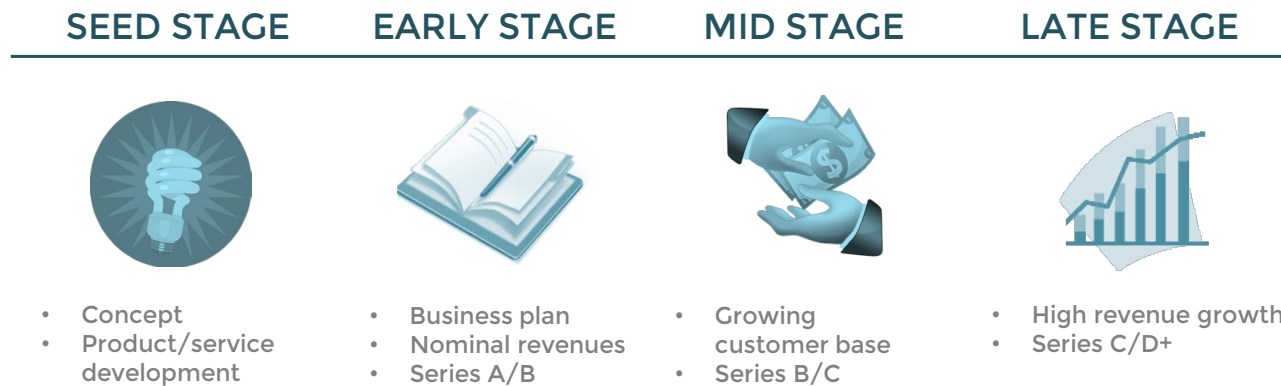 SEED STAGE
EARLY STAGE
MID STAGE
LATE STAGE
$
• Concept
• Product/service
development
• Business plan
• Nominal revenues
• Series A/B
• Growing
customer base
• Series B/C
• High revenue growth
• Series C/D+